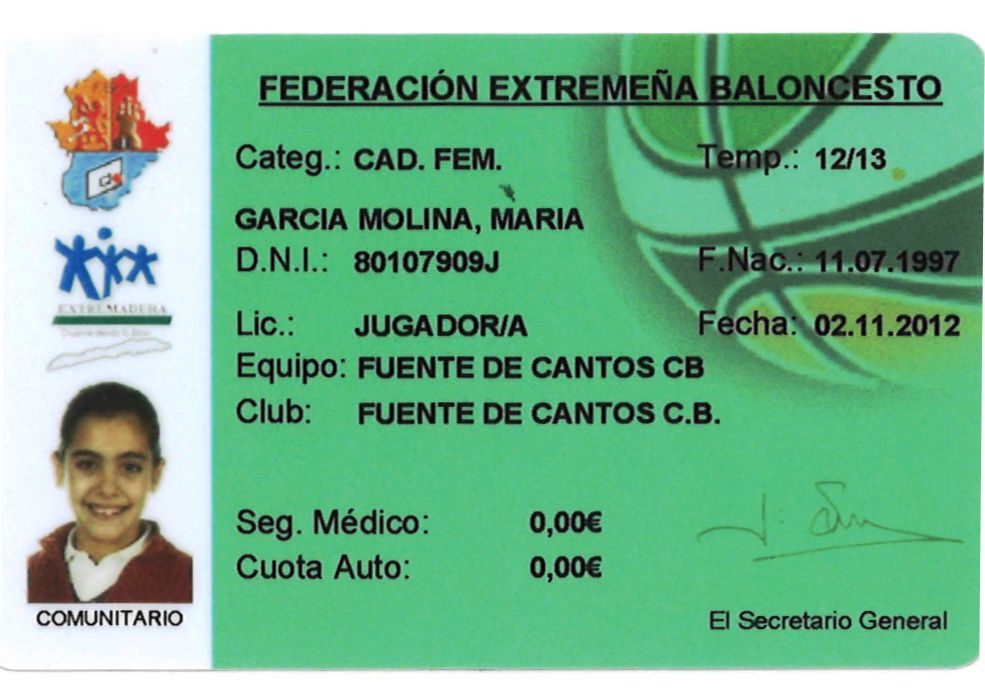 FEDERACIÓN EXTREMEÑA BALONCESTO
Categ.: CAD. FEM. Temp.: 12/13
GARCIA MOLINA, MARIA
D.N.I.: 80107909J F.Nac.: 11.07.1997
Lic.: JUGADOR/A Fecha: 02.11.2012
Equipo: FUENTE DE CANTOS CB
Club: FUENTE DE CANTOS C.B.
Seg. Médico: 0,00€
Cuota Auto: 0,00€
El Secretario General
EXTREMADURA
COMUNITARIO